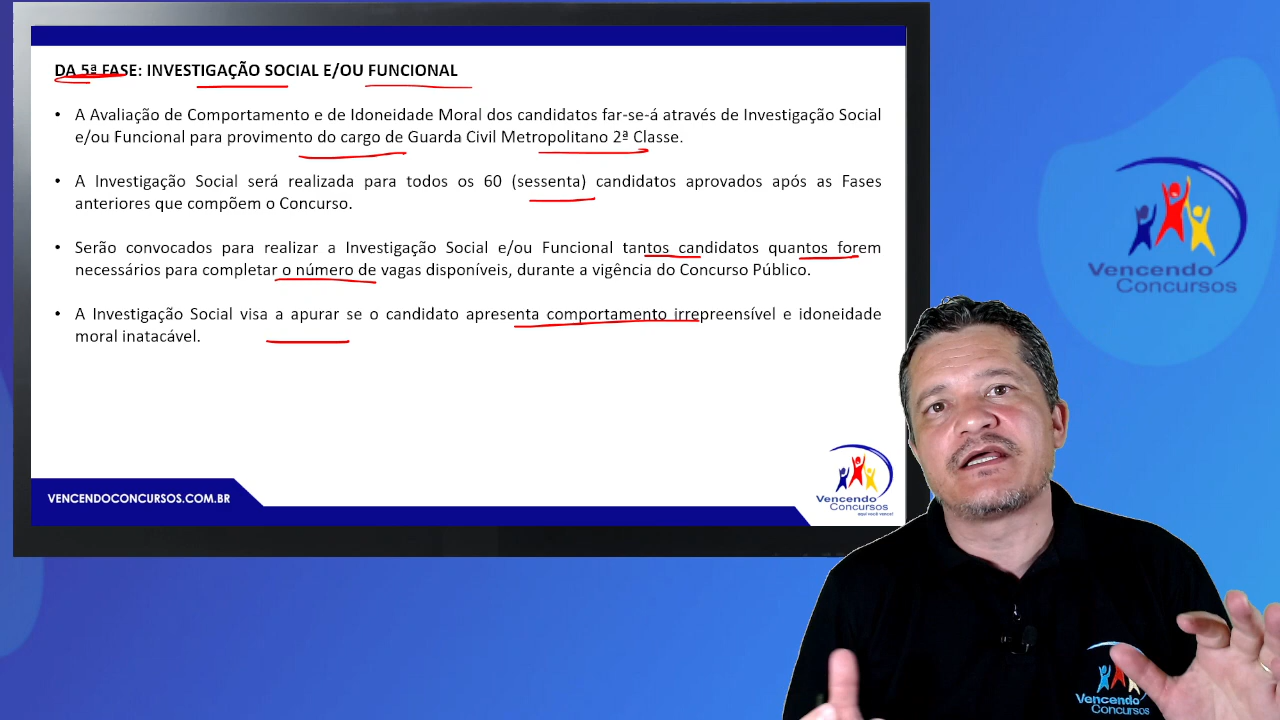 DA 5ª FASE: INVESTIGAÇÃO SOCIAL E/OU FUNCIONAL
• A Avaliação de Comportamento e de Idoneidade Moral dos candidatos far-se-á através de Investigação Social
e/ou Funcional para provimento do cargo de Guarda Civil Metropolitano 2ª Classe.
• A Investigação Social será realizada para todos os 60 (sessenta) candidatos aprovados após as Fases
anteriores que compõem o Concurso.
• Serão convocados para realizar a Investigação Social e/ou Funcional tantos candidatos quantos forem
necessários para completar o número de vagas disponíveis, durante a vigência do Concurso Público.
• A Investigação Social visa a apurar se o candidato apresenta comportamento irrepreensível e idoneidade
moral inatacável.
VENCENDOCONCURSOS.COM.BR
Vencendo
Concursos
aqui você vence!
Vencendo
Concursos
Vencendo
Concursos